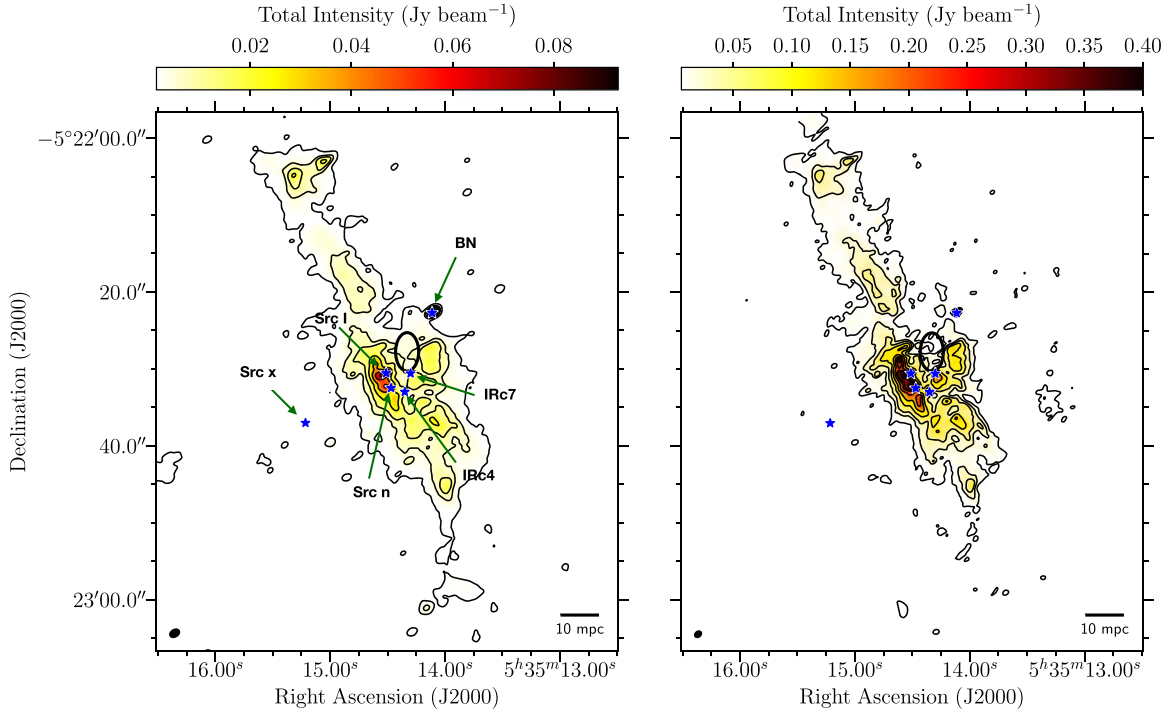 Total Intensity (Jy beam⁻¹)
0.02 0.04 0.06 0.08
Total Intensity (Jy beam⁻¹)
0.05 0.10 0.15 0.20 0.25 0.30 0.35 0.40
Declination (J2000)
−5°22′00.0″
20.0″
40.0″
23′00.0″
BN
Src I
Src x
IRc7
IRc4
Src n
10 mpc
10 mpc
16.00ˢ 15.00ˢ 14.00ˢ 5ʰ35ᵐ13.00ˢ
Right Ascension (J2000)
16.00ˢ 15.00ˢ 14.00ˢ 5ʰ35ᵐ13.00ˢ
Right Ascension (J2000)